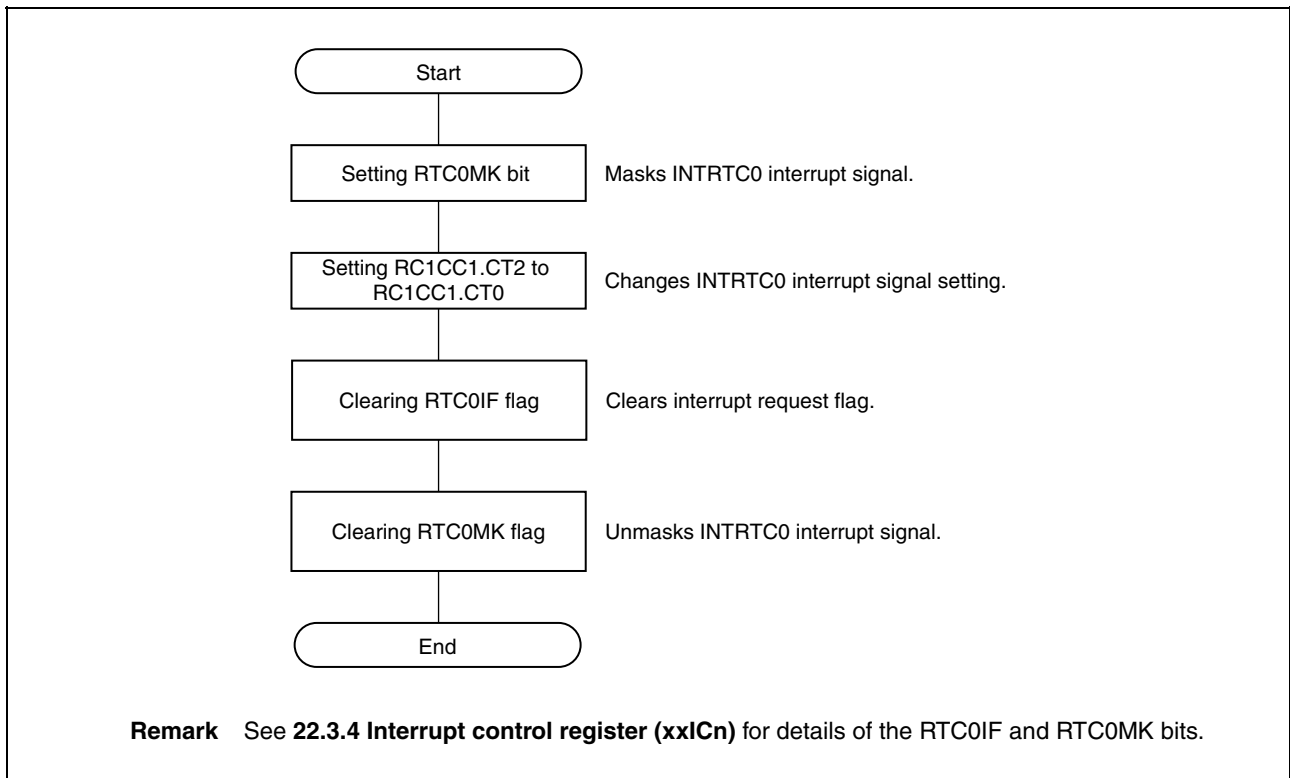 Start
Setting RTC0MK bit
Masks INTRTC0 interrupt signal.
Setting RC1CC1.CT2 to
RC1CC1.CT0
Changes INTRTC0 interrupt signal setting.
Clearing RTC0IF flag
Clears interrupt request flag.
Clearing RTC0MK flag
Unmasks INTRTC0 interrupt signal.
End
Remark See 22.3.4 Interrupt control register (xxICn) for details of the RTC0IF and RTC0MK bits.